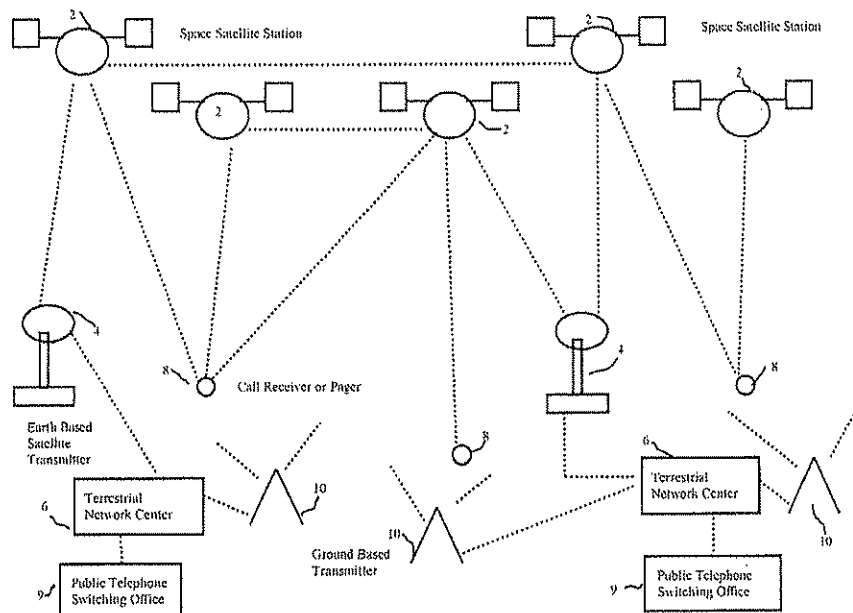 2
Space Satellite Station
2
Space Satellite Station
2
2
2
4
4
8
Call Receiver or Pager
8
8
Earth Based
Satellite
Transmitter
6
Terrestrial
Network Center
10
10
Ground Based
Transmitter
6
Terrestrial
Network Center
10
9
Public Telephone
Switching Office
9
Public Telephone
Switching Office